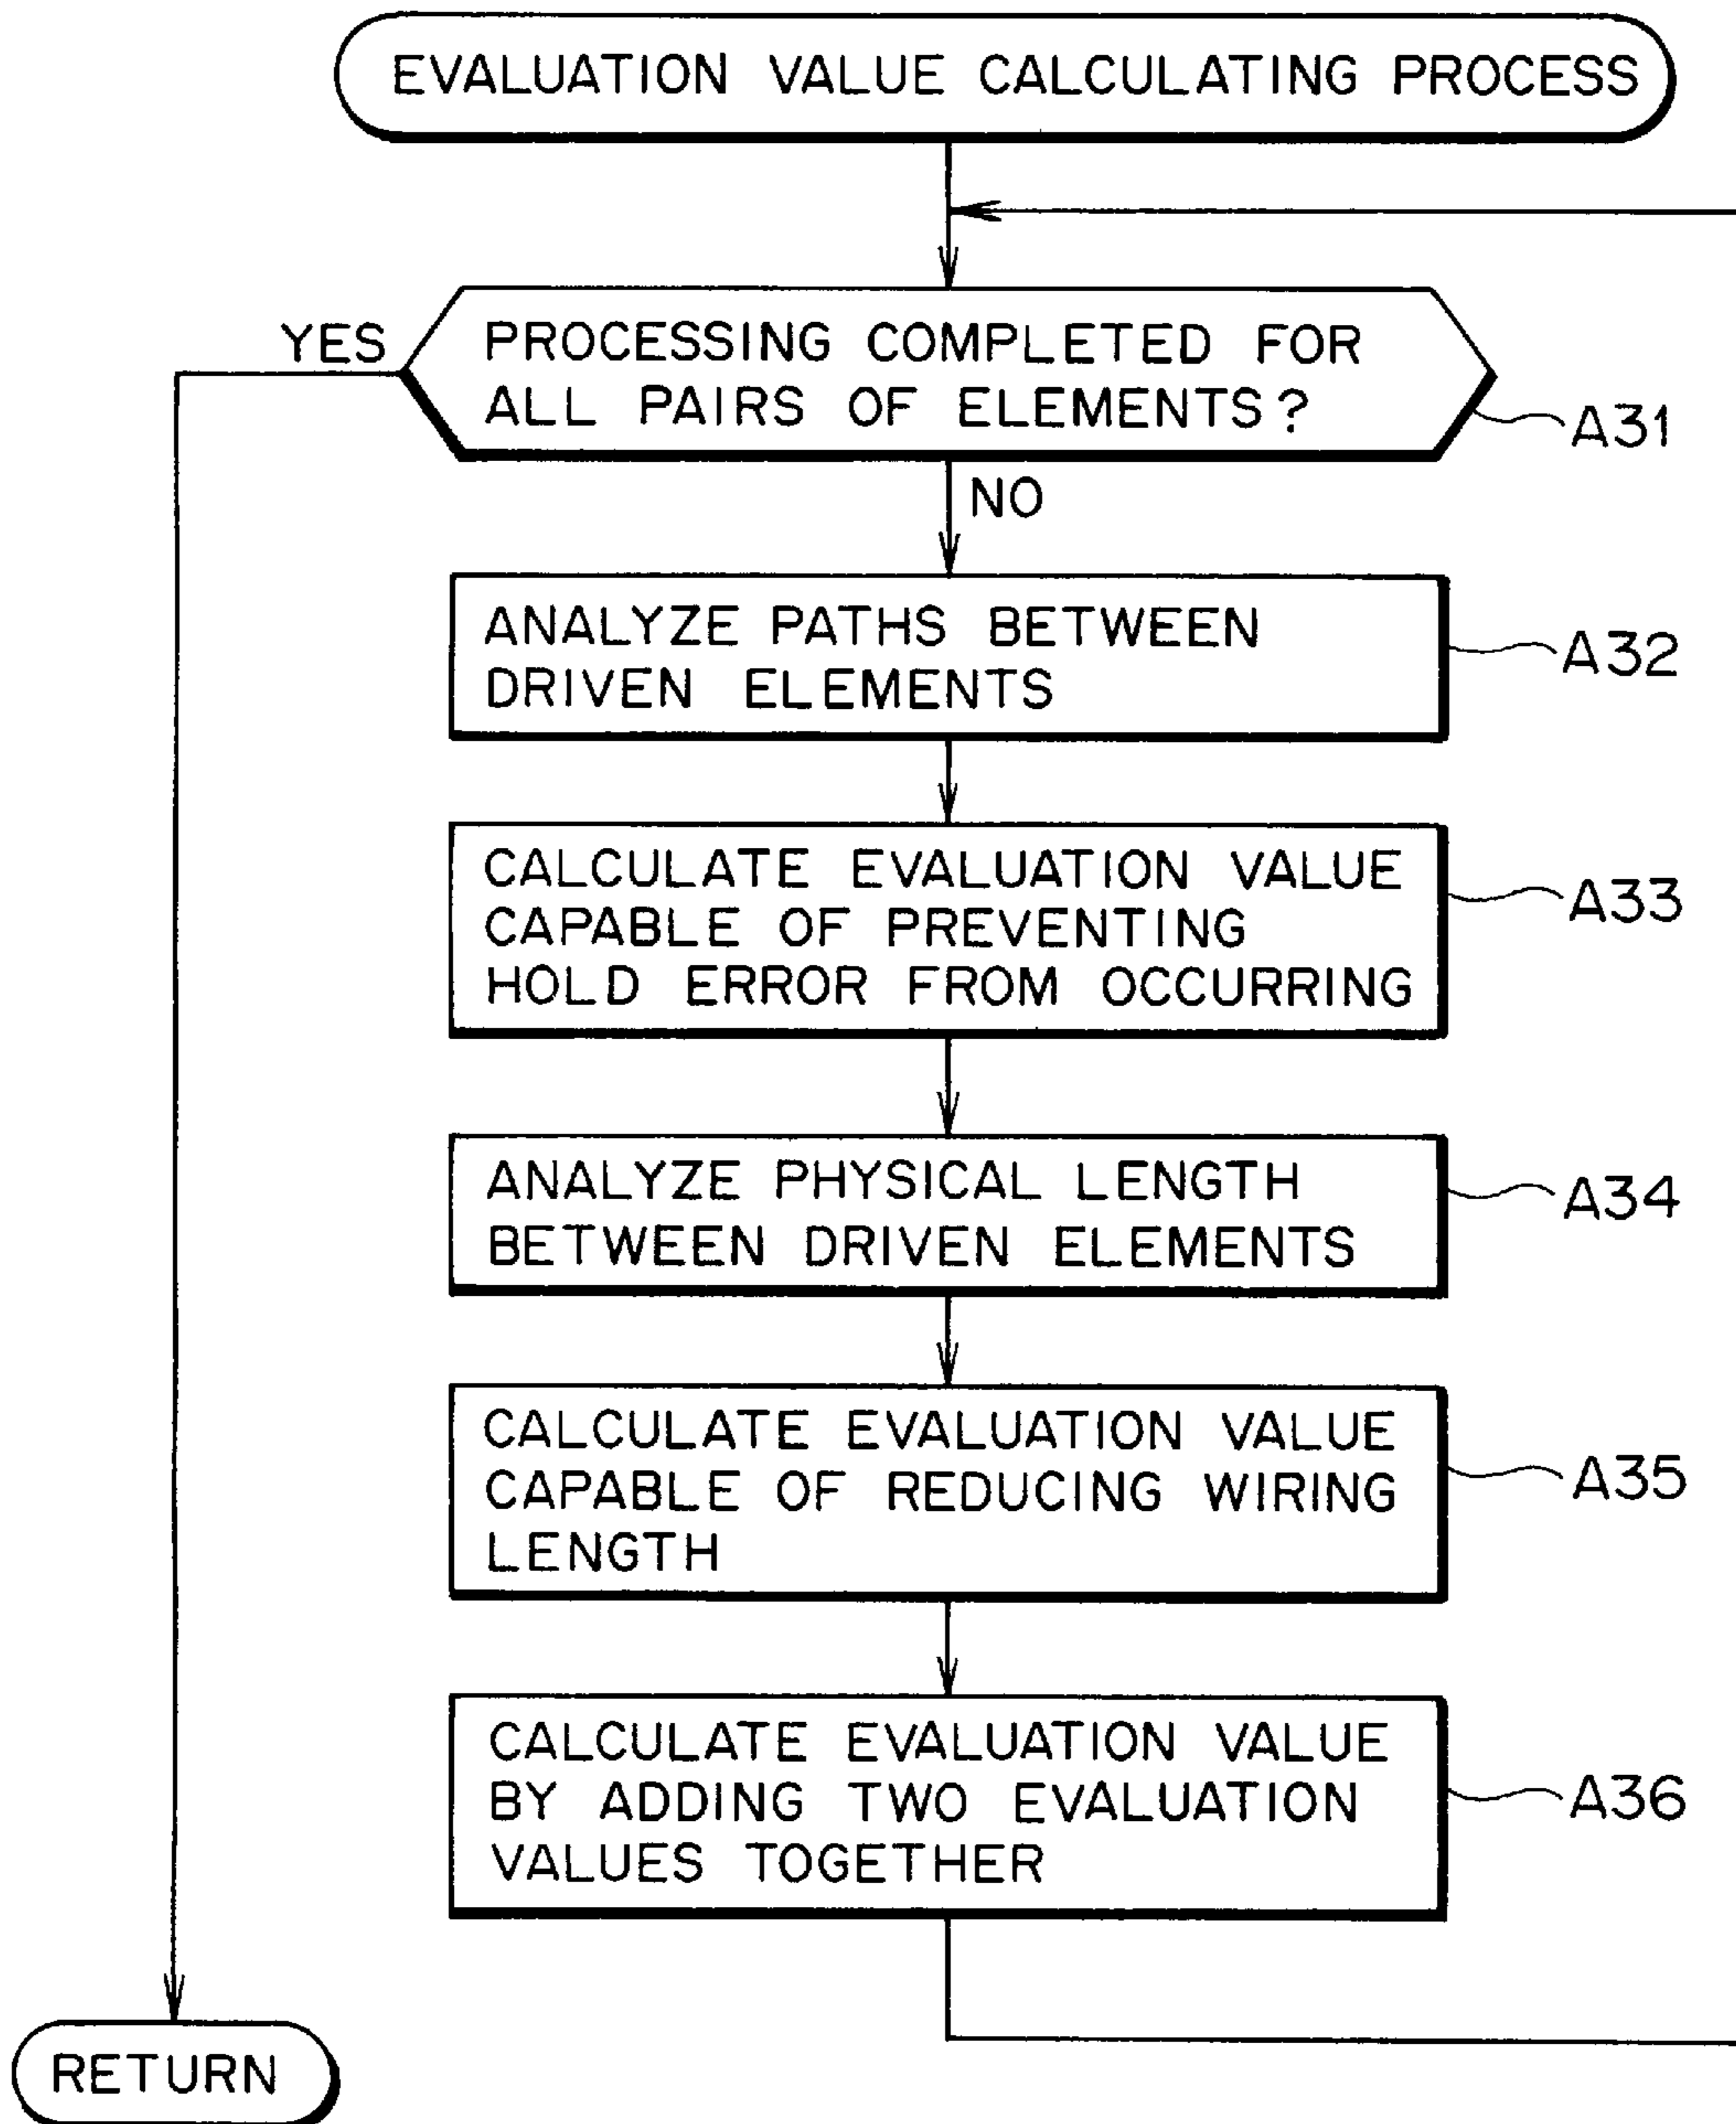 EVALUATION VALUE CALCULATING PROCESS
YES
PROCESSING COMPLETED FOR
ALL PAIRS OF ELEMENTS?
A31
NO
ANALYZE PATHS BETWEEN
DRIVEN ELEMENTS
A32
CALCULATE EVALUATION VALUE
CAPABLE OF PREVENTING
HOLD ERROR FROM OCCURRING
A33
ANALYZE PHYSICAL LENGTH
BETWEEN DRIVEN ELEMENTS
A34
CALCULATE EVALUATION VALUE
CAPABLE OF REDUCING WIRING
LENGTH
A35
CALCULATE EVALUATION VALUE
BY ADDING TWO EVALUATION
VALUES TOGETHER
A36
RETURN